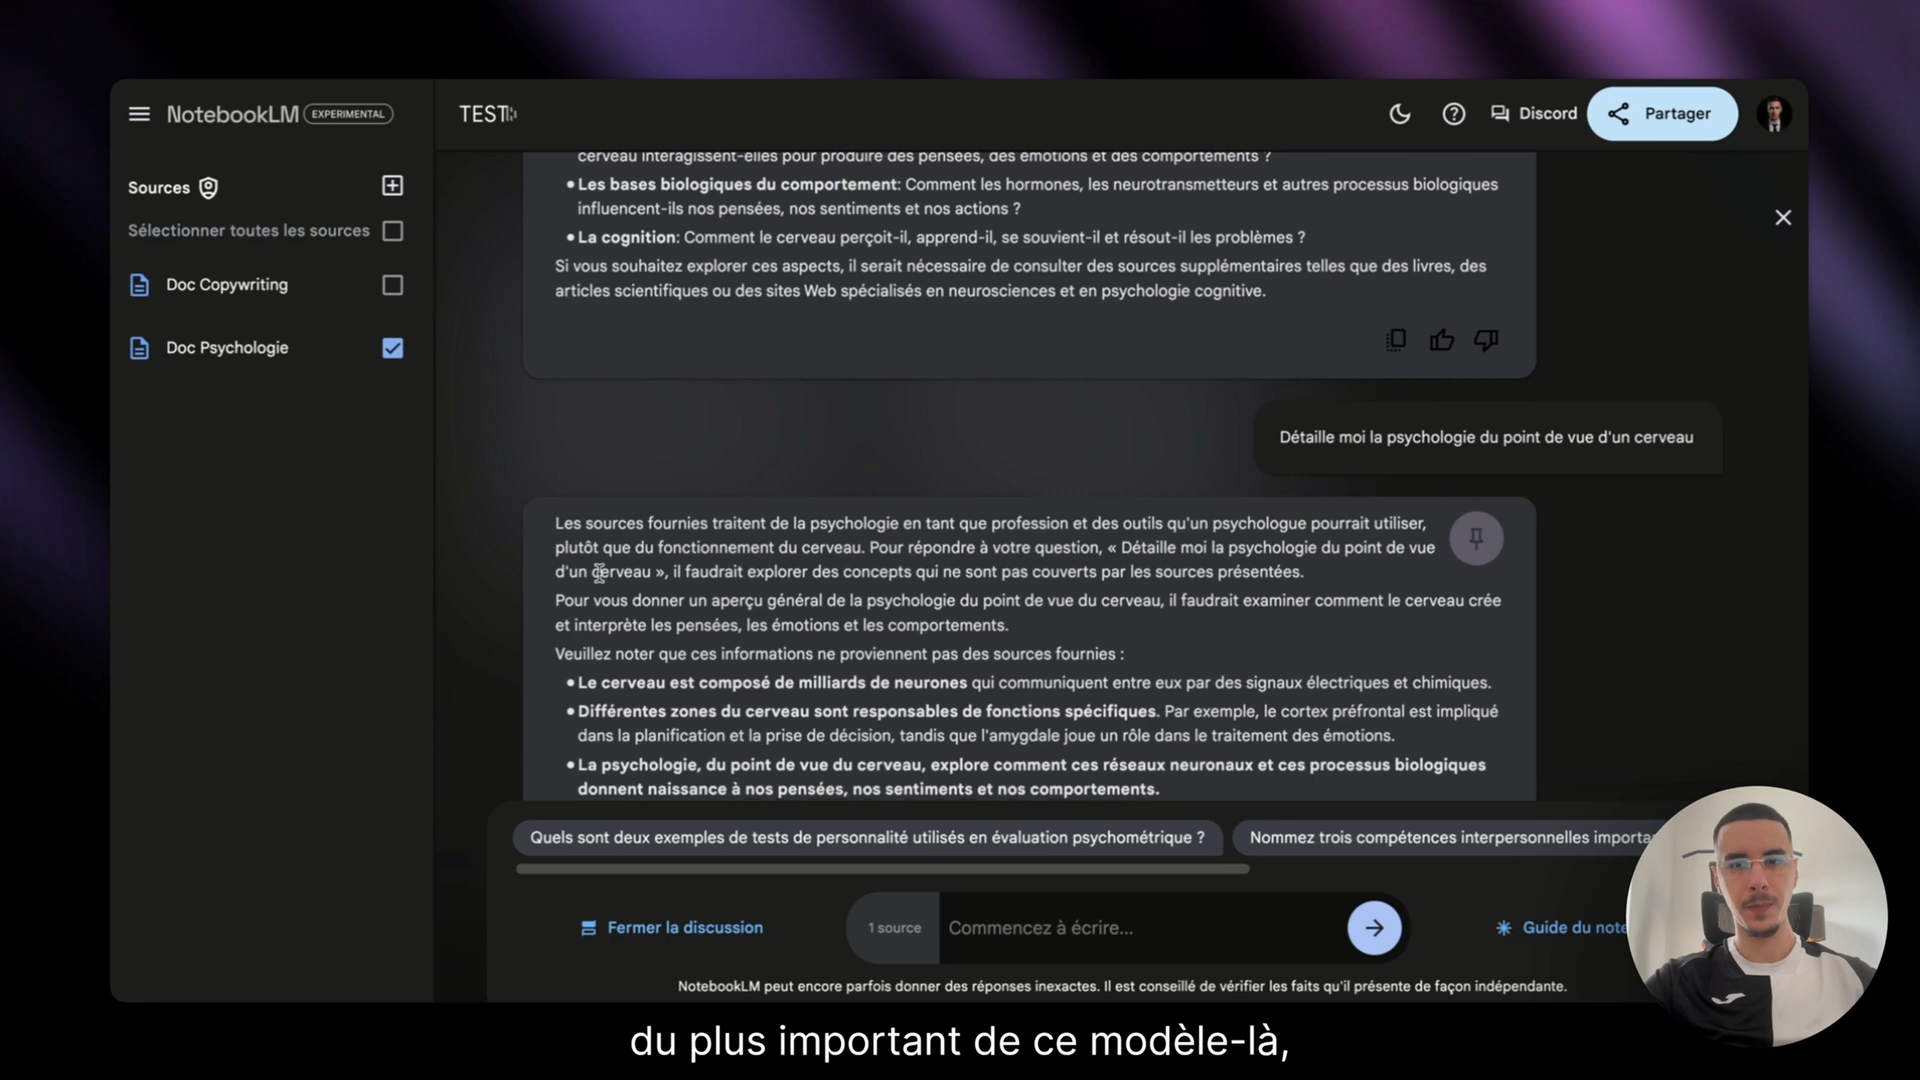 NotebookLM EXPERIMENTAL
TEST
Discord
Partager
Sources
Sélectionner toutes les sources
Doc Copywriting
Doc Psychologie
cerveau interagissent-elles pour produire des pensées, des émotions et des comportements ?
• Les bases biologiques du comportement: Comment les hormones, les neurotransmetteurs et autres processus biologiques
influencent-ils nos pensées, nos sentiments et nos actions ?
• La cognition: Comment le cerveau perçoit-il, apprend-il, se souvient-il et résout-il les problèmes ?
Si vous souhaitez explorer ces aspects, il serait nécessaire de consulter des sources supplémentaires telles que des livres, des
articles scientifiques ou des sites Web spécialisés en neurosciences et en psychologie cognitive.
Détaille moi la psychologie du point de vue d'un cerveau
Les sources fournies traitent de la psychologie en tant que profession et des outils qu'un psychologue pourrait utiliser,
plutôt que du fonctionnement du cerveau. Pour répondre à votre question, « Détaille moi la psychologie du point de vue
d'un cerveau », il faudrait explorer des concepts qui ne sont pas couverts par les sources présentées.
Pour vous donner un aperçu général de la psychologie du point de vue du cerveau, il faudrait examiner comment le cerveau crée
et interprète les pensées, les émotions et les comportements.
Veuillez noter que ces informations ne proviennent pas des sources fournies :
• Le cerveau est composé de milliards de neurones qui communiquent entre eux par des signaux électriques et chimiques.
• Différentes zones du cerveau sont responsables de fonctions spécifiques. Par exemple, le cortex préfrontal est impliqué
dans la planification et la prise de décision, tandis que l'amygdale joue un rôle dans le traitement des émotions.
• La psychologie, du point de vue du cerveau, explore comment ces réseaux neuronaux et ces processus biologiques
donnent naissance à nos pensées, nos sentiments et nos comportements.
Quels sont deux exemples de tests de personnalité utilisés en évaluation psychométrique ?
Nommez trois compétences interpersonnelles importa
Fermer la discussion
1 source
Commencez à écrire...
Guide du note
NotebookLM peut encore parfois donner des réponses inexactes. Il est conseillé de vérifier les faits qu'il présente de façon indépendante.
du plus important de ce modèle-là,